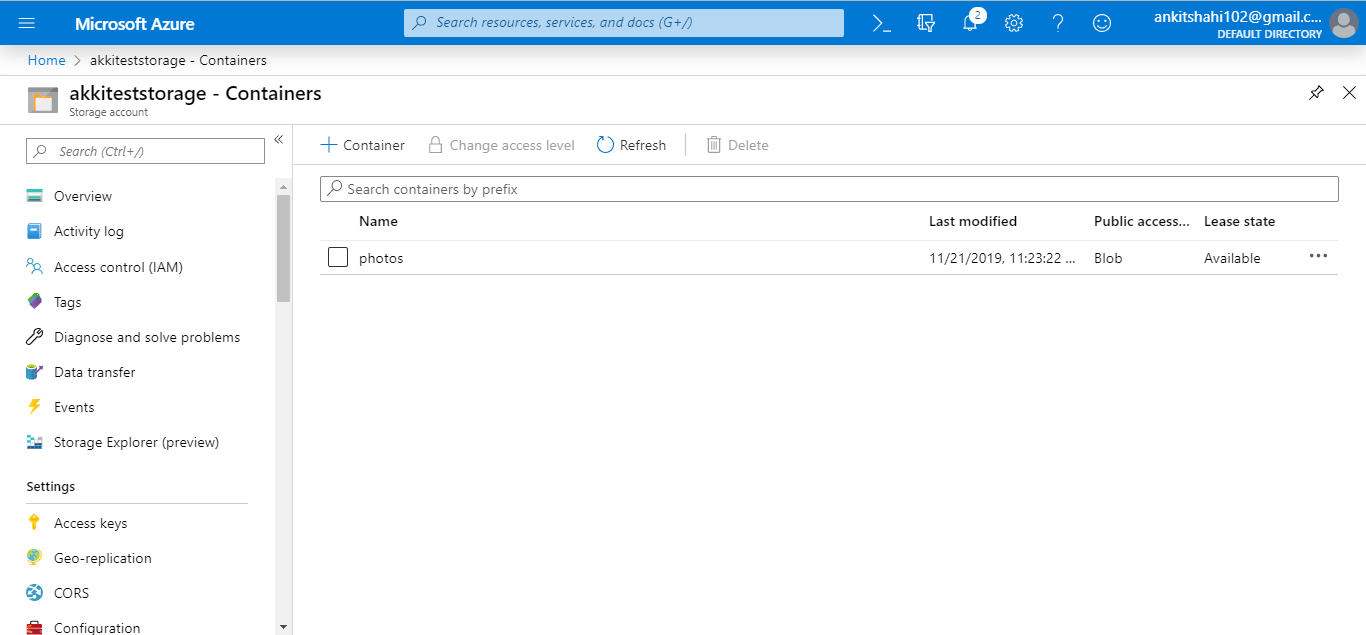 Microsoft Azure
Search resources, services, and docs (G+/)
2
ankitshahi102@gmail.c...
DEFAULT DIRECTORY
Home > akkiteststorage - Containers
akkiteststorage - Containers
Storage account
Search (Ctrl+/)
«
Overview
Activity log
Access control (IAM)
Tags
Diagnose and solve problems
Data transfer
Events
Storage Explorer (preview)
Settings
Access keys
Geo-replication
CORS
Configuration
Container Change access level Refresh Delete
Search containers by prefix
Name Last modified Public access... Lease state
photos 11/21/2019, 11:23:22 ... Blob Available